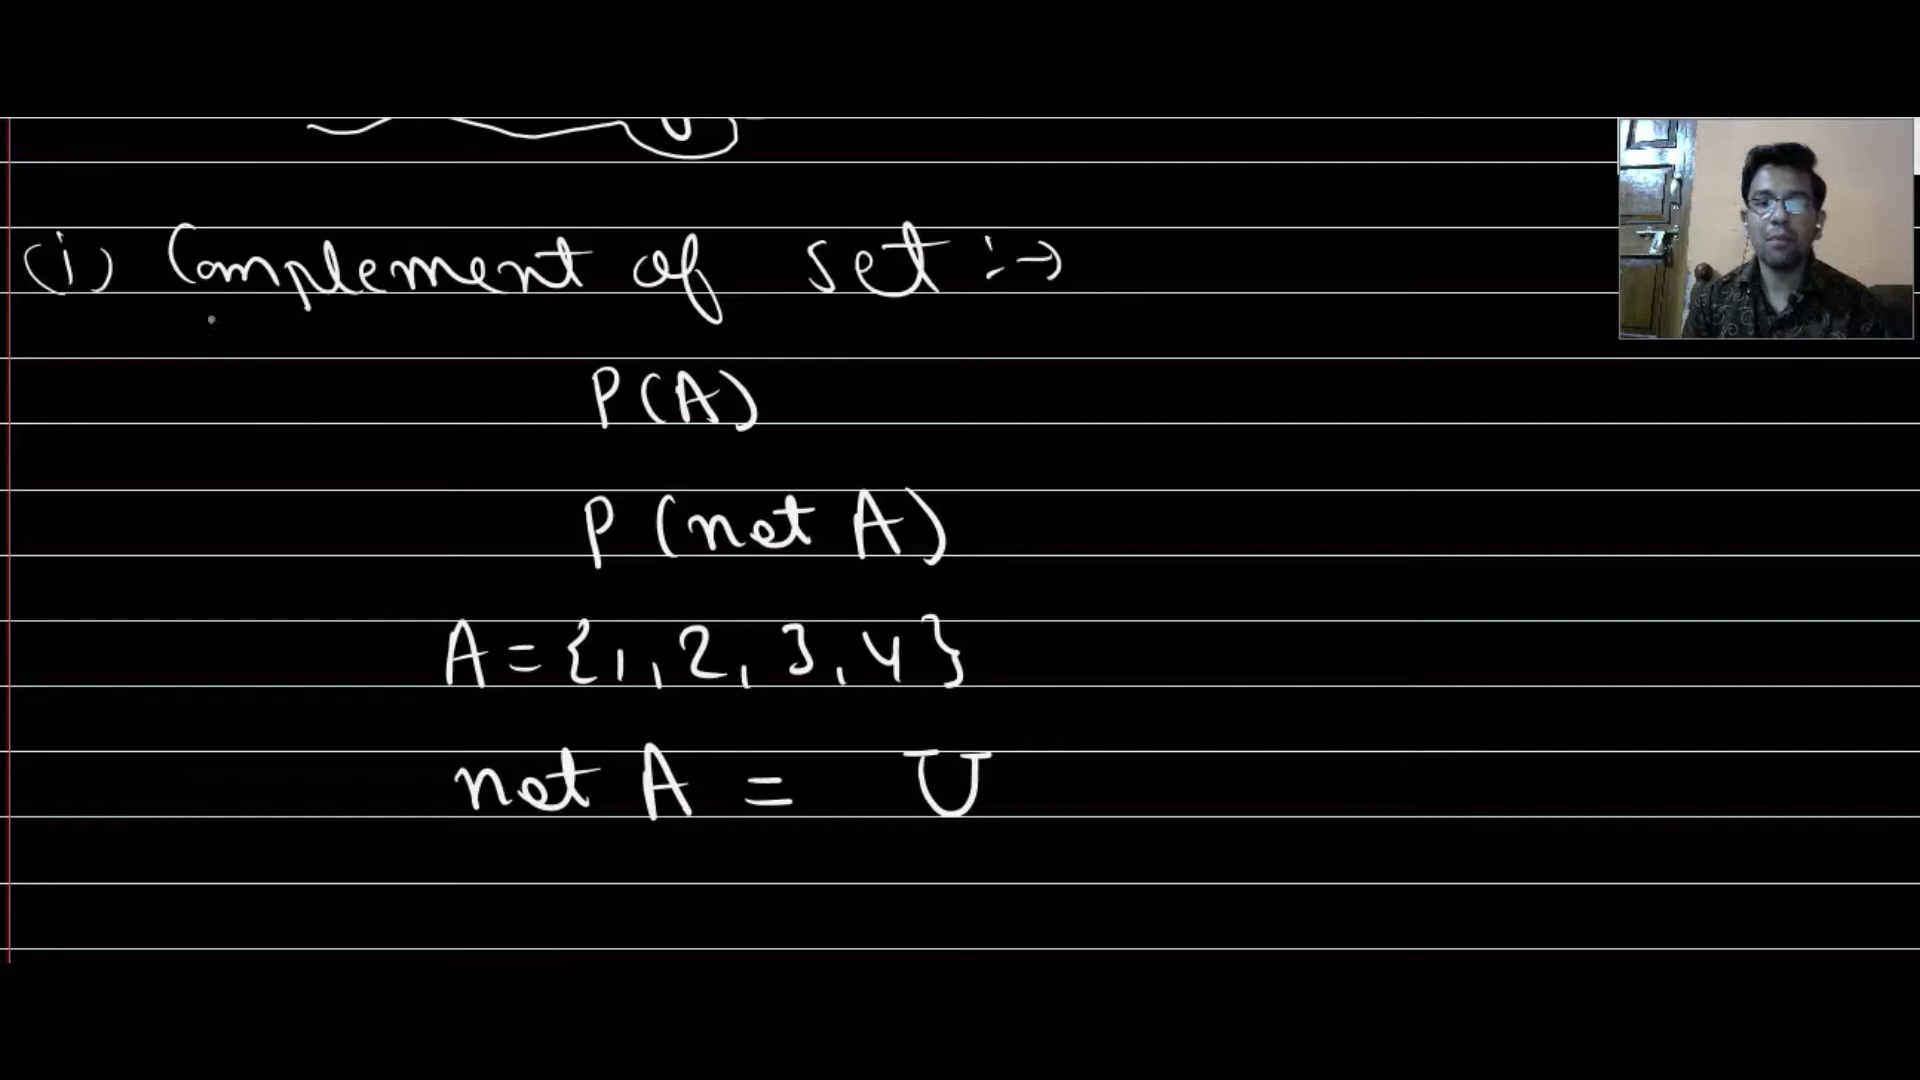 (i) Complement of set :→
P(A)
P (not A)
A = {1, 2, 3, 4}
not A = U